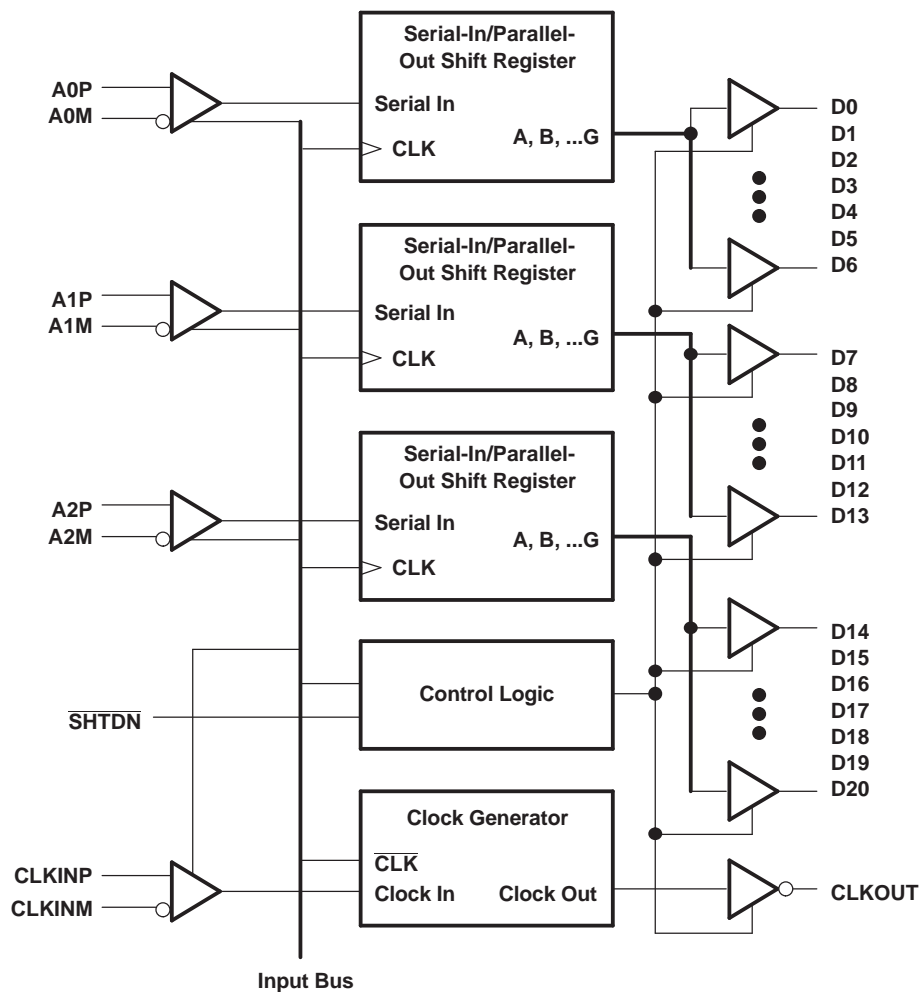 Serial-In/Parallel-
Out Shift Register
A0P
A0M
Serial In
CLK
A, B, ...G
D0
D1
D2
D3
D4
D5
D6
Serial-In/Parallel-
Out Shift Register
A1P
A1M
Serial In
CLK
A, B, ...G
D7
D8
D9
D10
D11
D12
D13
Serial-In/Parallel-
Out Shift Register
A2P
A2M
Serial In
CLK
A, B, ...G
D14
D15
D16
D17
D18
D19
D20
Control Logic
SHTDN
Clock Generator
CLK
Clock In
Clock Out
CLKINP
CLKINM
CLKOUT
Input Bus